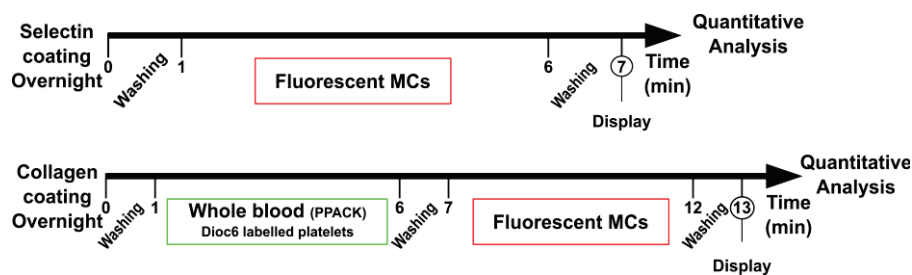 Selectin
coating
Overnight
0
Washing
1
Fluorescent MCs
6
Washing
7
Display
Time
(min)
Quantitative
Analysis
Collagen
coating
Overnight
0
Washing
1
Whole blood (PPACK)
Dioc6 labelled platelets
6
Washing
7
Fluorescent MCs
12
Washing
13
Display
Time
(min)
Quantitative
Analysis